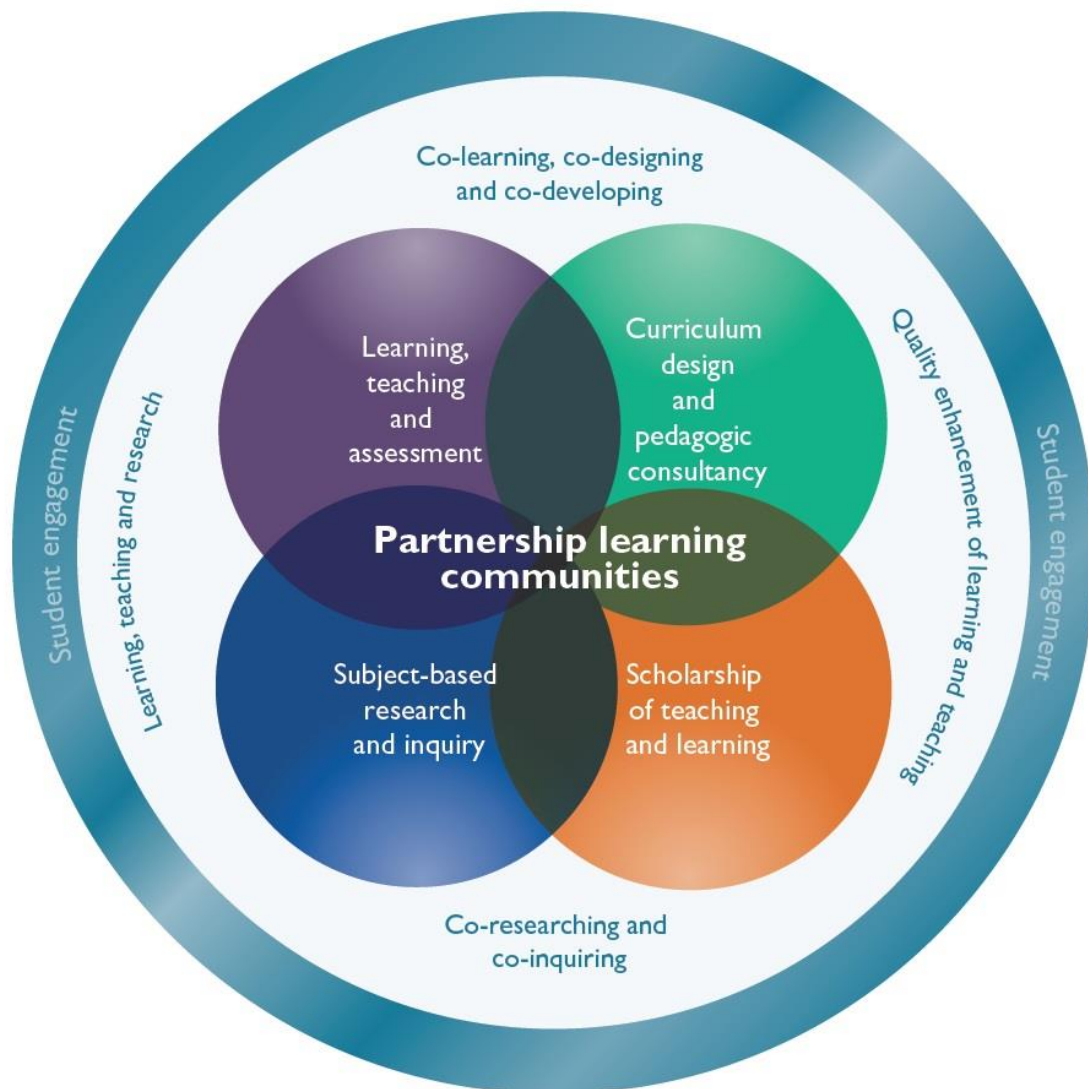 Co-learning, co-designing
and co-developing
Student engagement
Learning, teaching and research
Learning,
teaching
and
assessment
Curriculum
design
and
pedagogic
consultancy
Quality enhancement of learning and teaching
Student engagement
Partnership learning
communities
Subject-based
research
and inquiry
Scholarship
of teaching
and learning
Co-researching and
co-inquiring